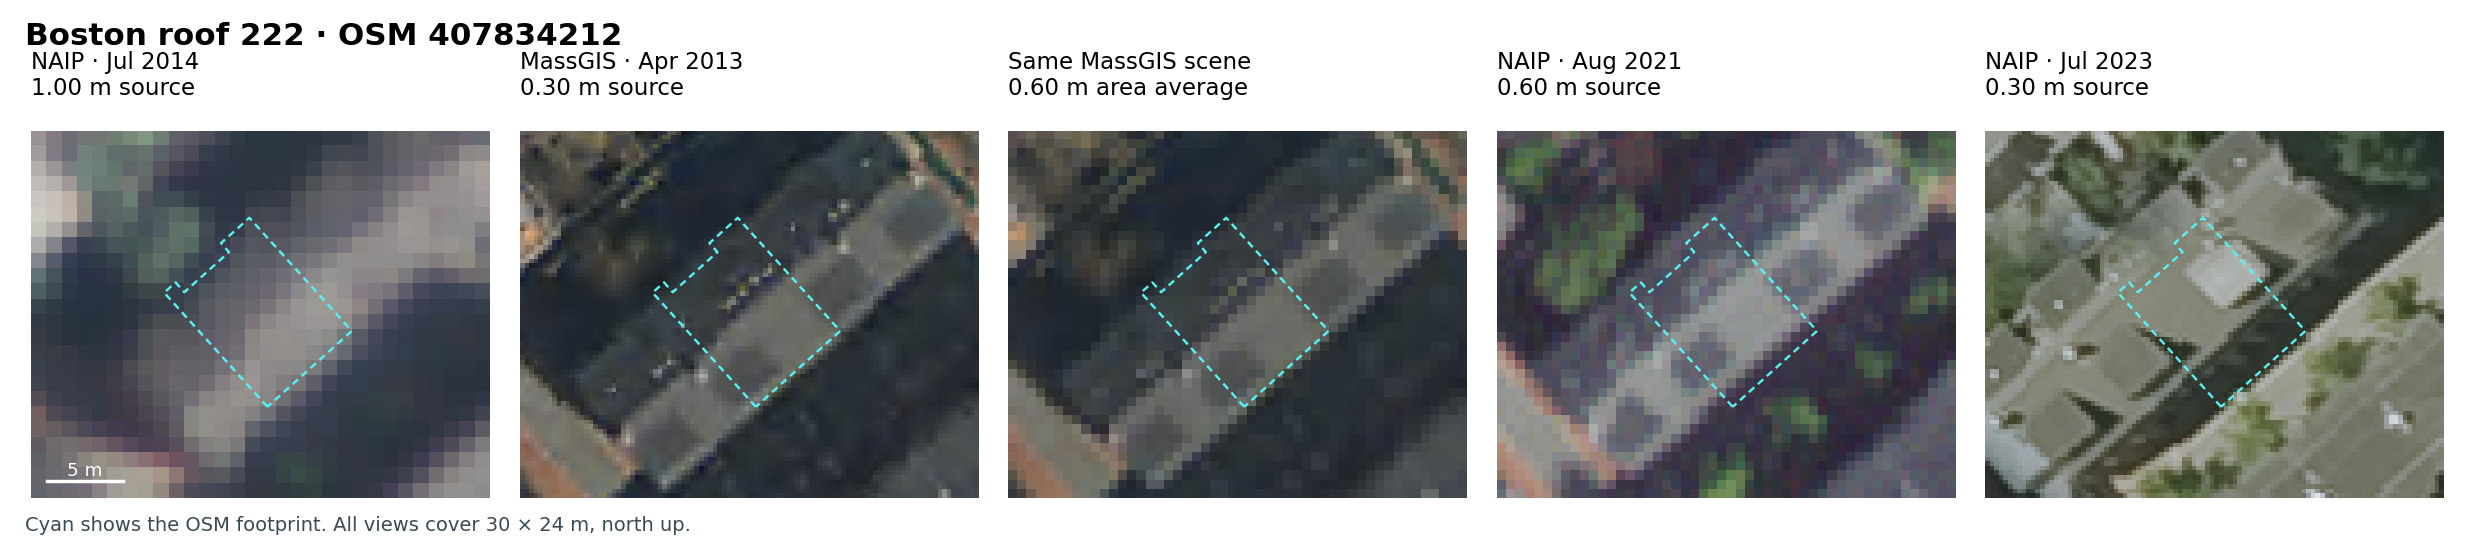 Boston roof 222 · OSM 407834212
NAIP · Jul 2014
1.00 m source
MassGIS · Apr 2013
0.30 m source
Same MassGIS scene
0.60 m area average
NAIP · Aug 2021
0.60 m source
NAIP · Jul 2023
0.30 m source
5 m
Cyan shows the OSM footprint. All views cover 30 × 24 m, north up.